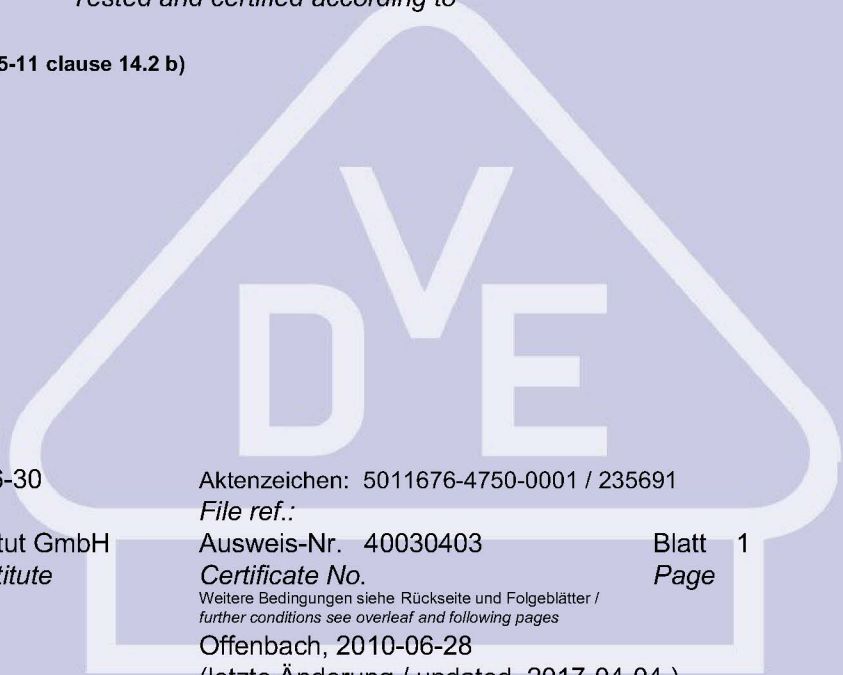 Tested and certified according to
5-11 clause 14.2 b)
VDE
6-30
Aktenzeichen: 5011676-4750-0001 / 235691
File ref.:
tut GmbH Ausweis-Nr. 40030403 Blatt 1
titute Certificate No. Page
Weitere Bedingungen siehe Rückseite und Folgeblätter /
further conditions see overleaf and following pages
Offenbach, 2010-06-28
(letzte Änderung / updated 2017-04-04 )